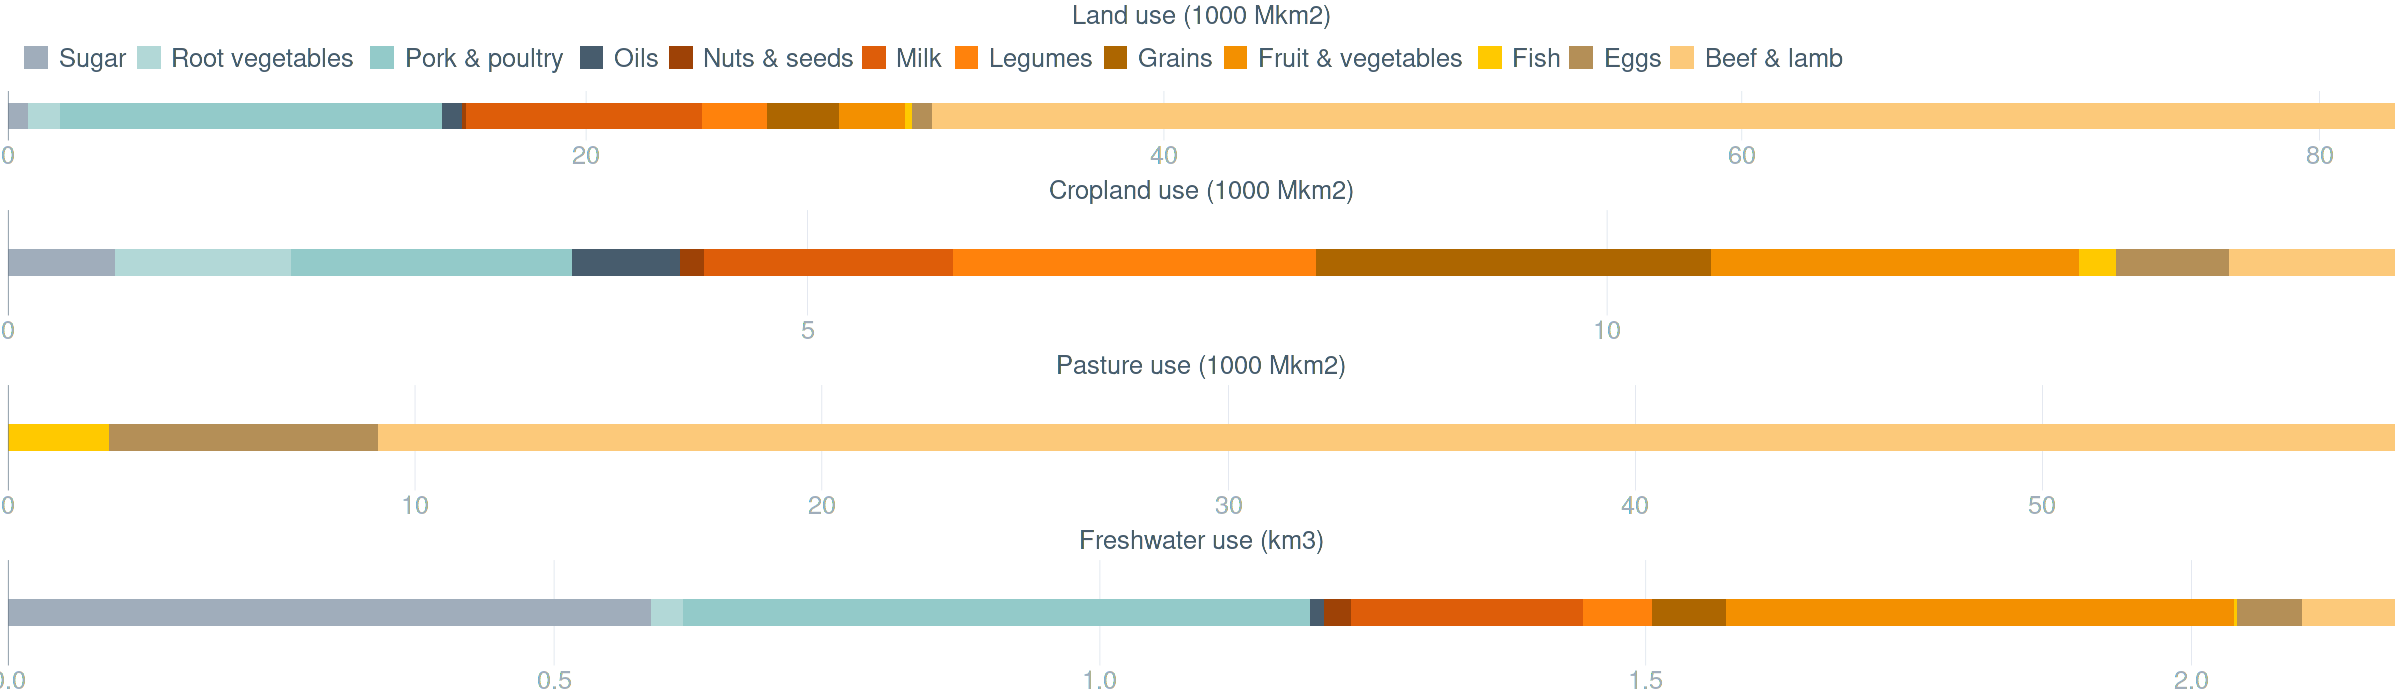 Land use (1000 Mkm2)
Sugar Root vegetables Pork & poultry Oils Nuts & seeds Milk Legumes Grains Fruit & vegetables Fish Eggs Beef & lamb
0 20 40 60 80
Cropland use (1000 Mkm2)
0 5 10
Pasture use (1000 Mkm2)
0 10 20 30 40 50
Freshwater use (km3)
0.0 0.5 1.0 1.5 2.0